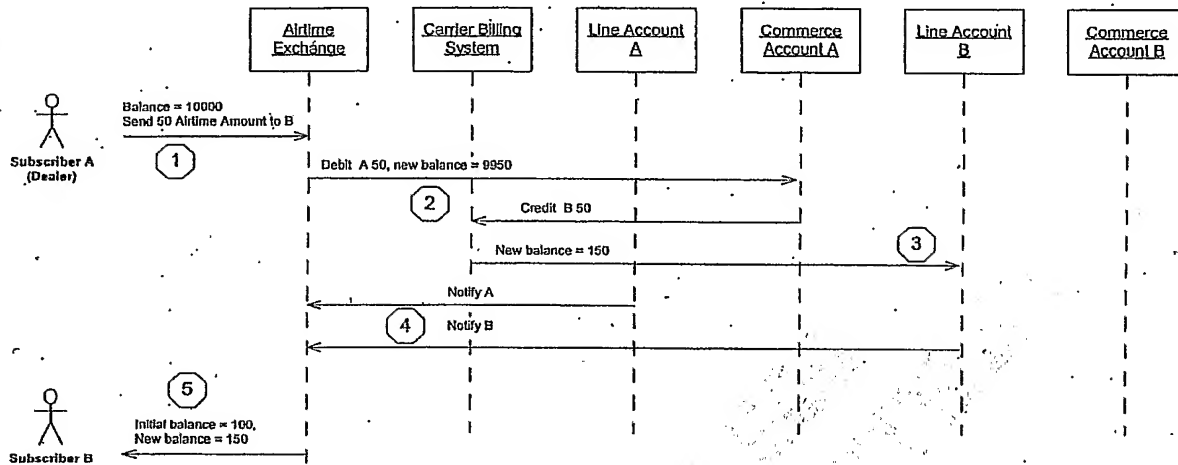 Airtime
Exchange
Carrier Billing
System
Line Account
A
Commerce
Account A
Line Account
B
Commerce
Account B
Balance = 10000
Send 50 Airtime Amount to B
1
Subscriber A
(Dealer)
Debit A 50, new balance = 9950
2
Credit B 50
New balance = 150
3
Notify A
4
Notify B
5
Initial balance = 100,
New balance = 150
Subscriber B